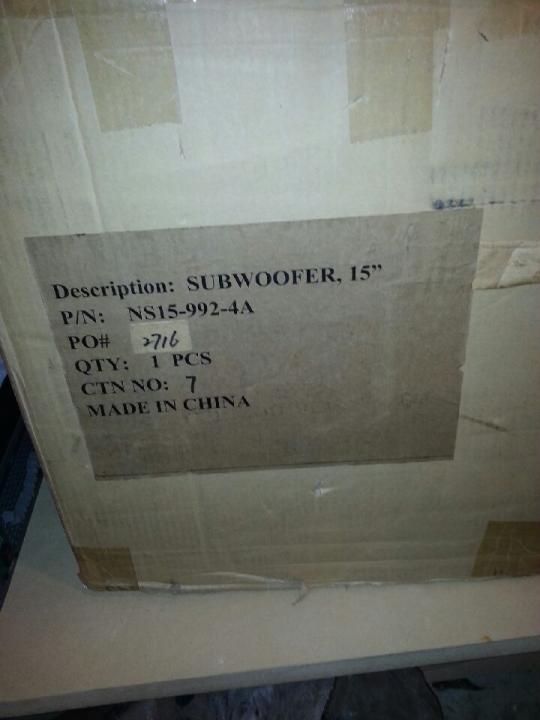 Description: SUBWOOFER, 15”
P/N: NS15-992-4A
PO# 2716
QTY: 1 PCS
CTN NO: 7
MADE IN CHINA